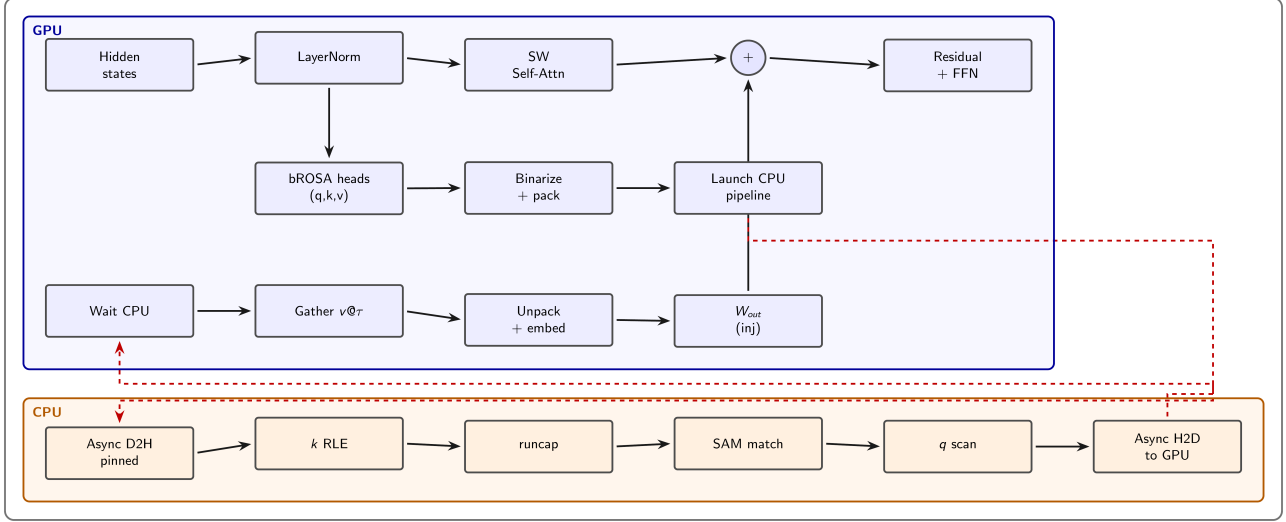 GPU
Hidden
states
LayerNorm
SW
Self-Attn
+
Residual
+ FFN
bROSA heads
(q,k,v)
Binarize
+ pack
Launch CPU
pipeline
Wait CPU
Gather v@τ
Unpack
+ embed
W_out
(inj)
CPU
Async D2H
pinned
k RLE
runcap
SAM match
q scan
Async H2D
to GPU